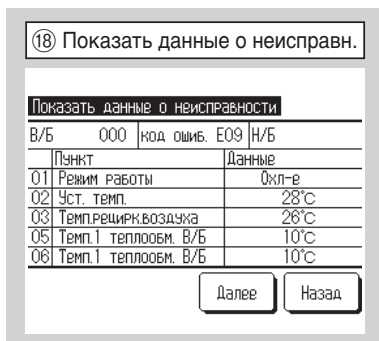 ⑱ Показать данные о неисправн.
Показать данные о неисправности
В/Б 000 код ошиб. E09 Н/Б
Пункт Данные
01 Режим работы Охл-е
02 Уст. темп. 28°C
03 Темп.рецирк.воздуха 26°C
05 Темп.1 теплообм. В/Б 10°C
06 Темп.1 теплообм. В/Б 10°C
Далее Назад